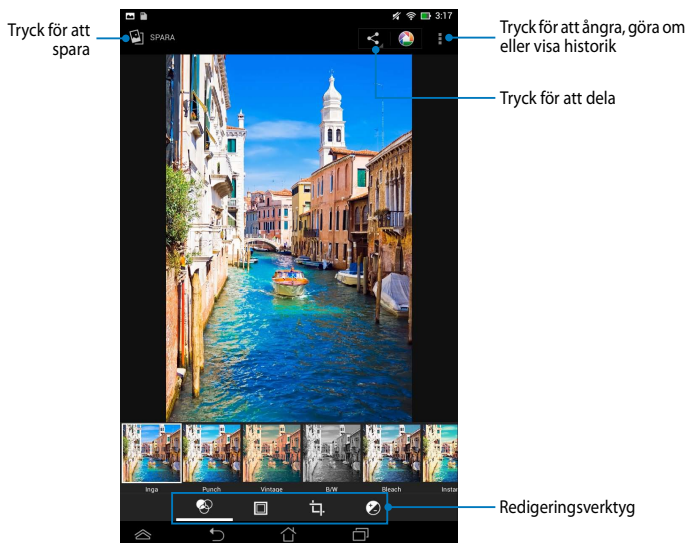 3:17
SPARA
Tryck för att
spara
Tryck för att ångra, göra om
eller visa historik
Tryck för att dela
Inga Punch Vintage B/W Bleach Instan
Redigeringsverktyg